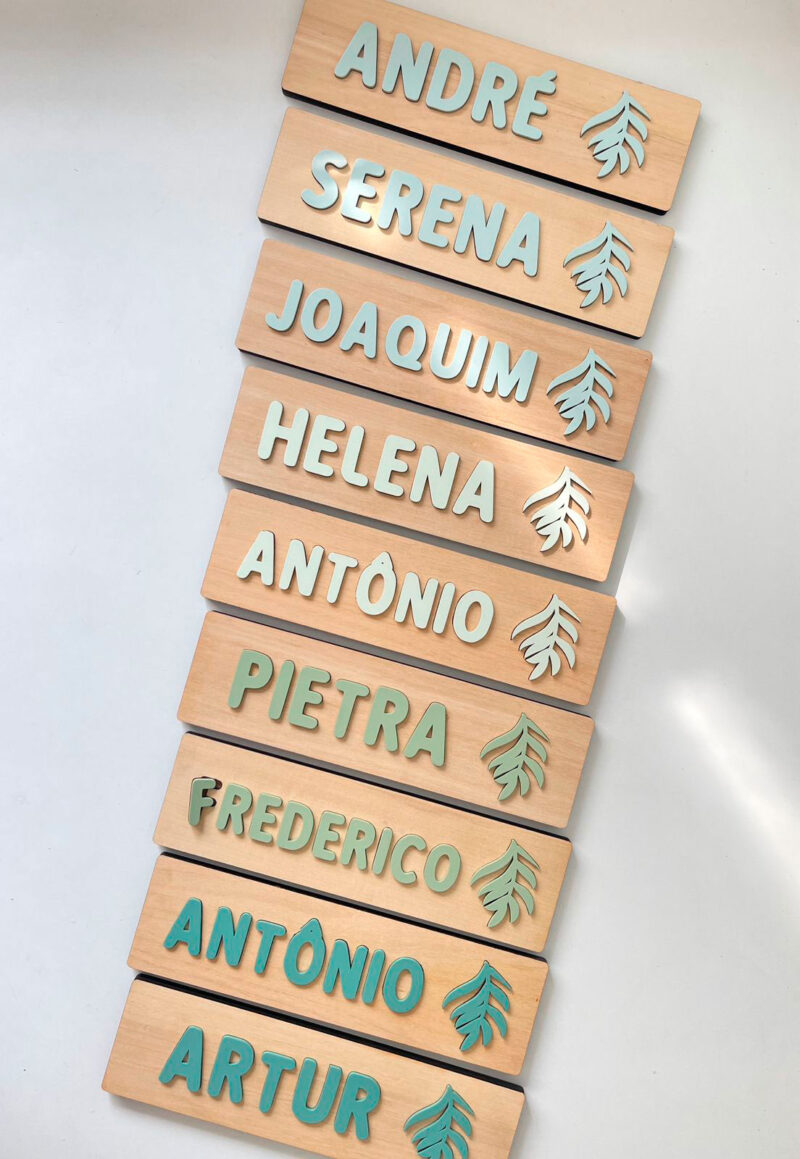 ANDRÉ
SERENA
JOAQUIM
HELENA
ANTÔNIO
PIETRA
FREDERICO
ANTÔNIO
ARTUR